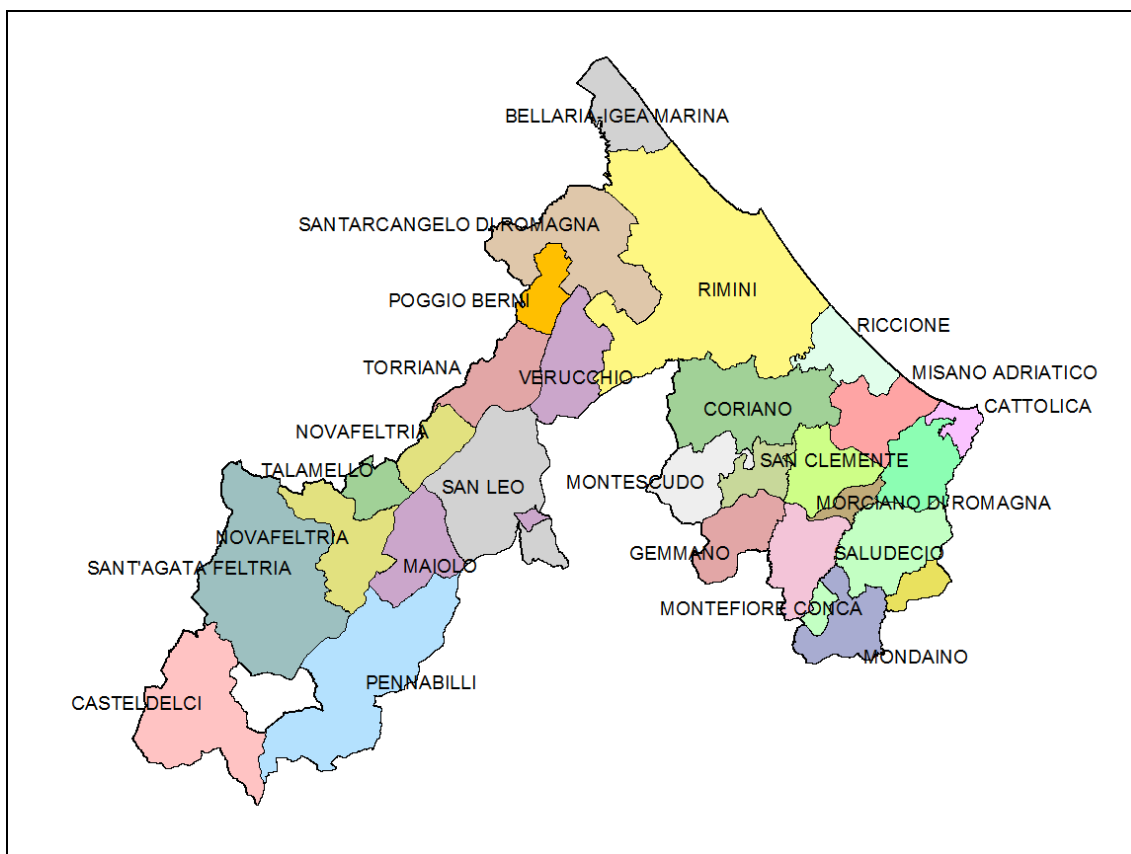 BELLARIA-IGEA MARINA
SANTARCANGELO DI ROMAGNA
RIMINI
POGGIO BERNI
RICCIONE
TORRIANA
VERUCCHIO
MISANO ADRIATICO
CATTOLICA
CORIANO
NOVAFELTRIA
SAN CLEMENTE
TALAMELLO
MONTESCUDO
SAN LEO
MORCIANO DI ROMAGNA
NOVAFELTRIA
GEMMANO
SALUDECIO
SANT'AGATA FELTRIA
MAIOLO
MONTEFIORE CONCA
MONDAINO
PENNABILLI
CASTELDELCI